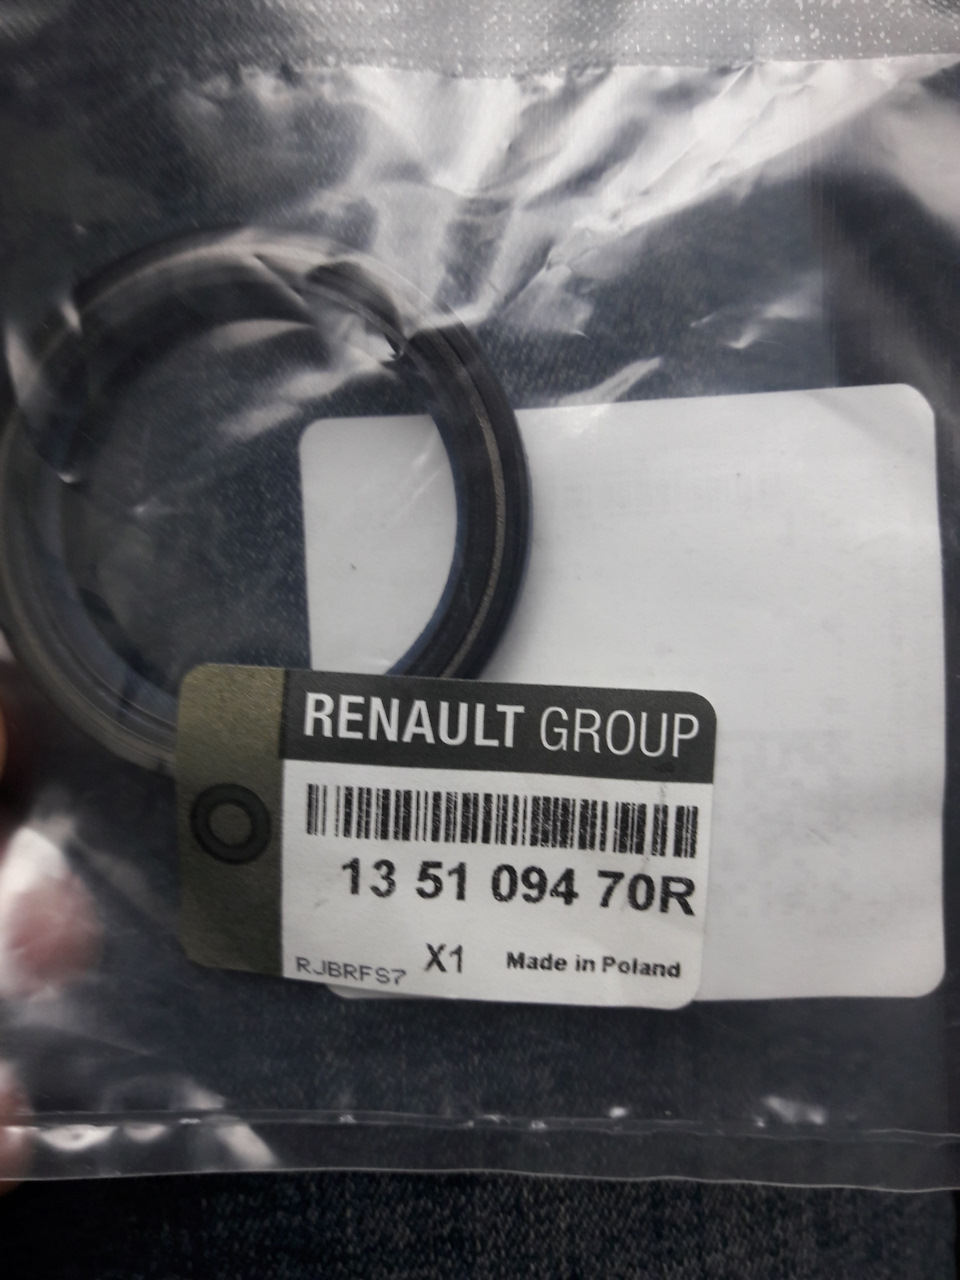 RENAULT GROUP
13 51 094 70R
X1 Made in Poland
RJBRFS7